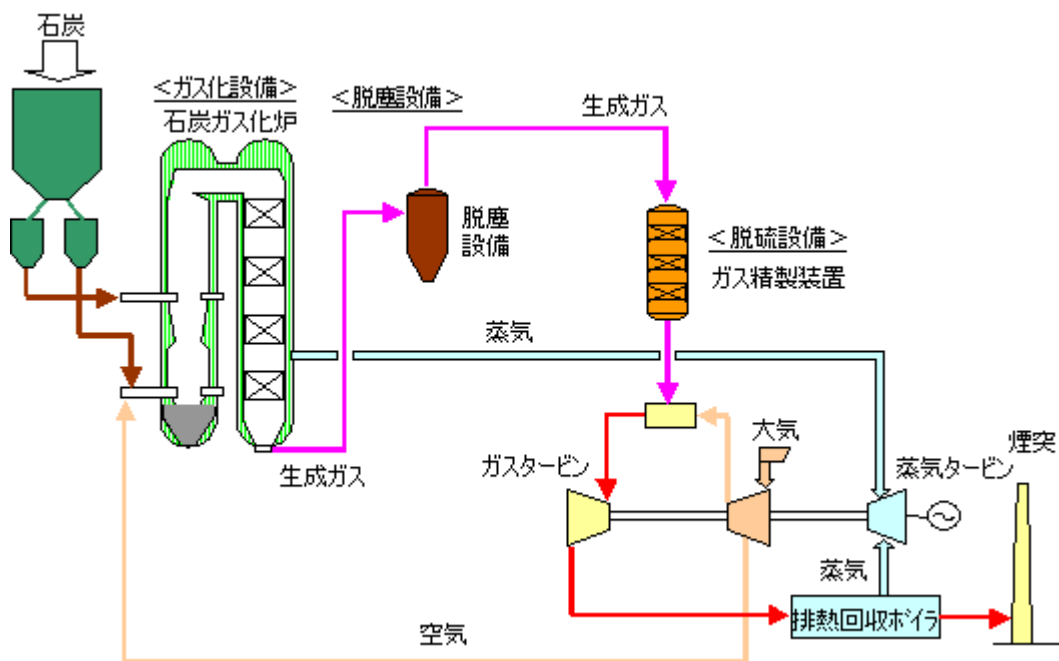 石炭
＜ガス化設備＞
石炭ガス化炉
＜脱塵設備＞
生成ガス
脱塵
設備
＜脱硫設備＞
ガス精製装置
蒸気
生成ガス
ガスタービン
大気
蒸気タービン
煙突
蒸気
排熱回収ボイラ
空気